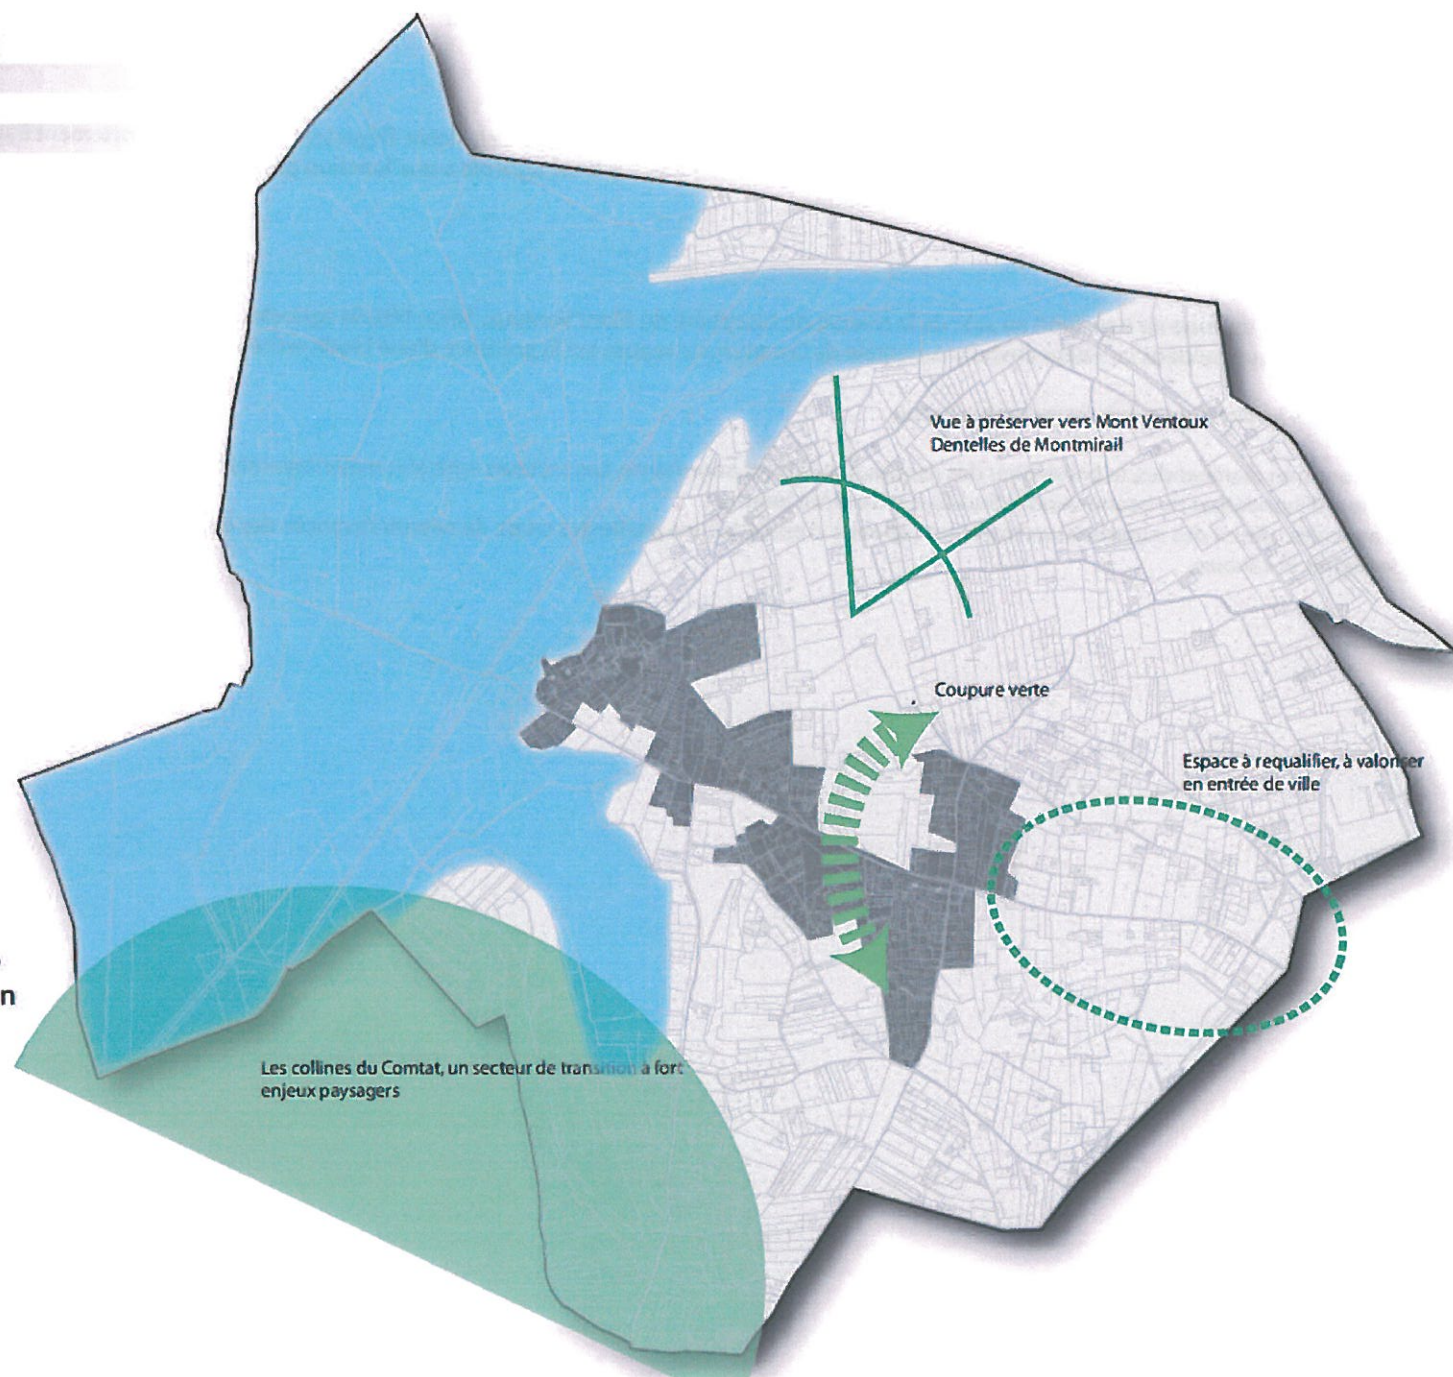 Vue à préserver vers Mont Ventoux
Dentelles de Montmirail
Coupure verte
Espace à requalifier, à valoriser
en entrée de ville
n
Les collines du Comtat, un secteur de transition à fort
enjeux paysagers